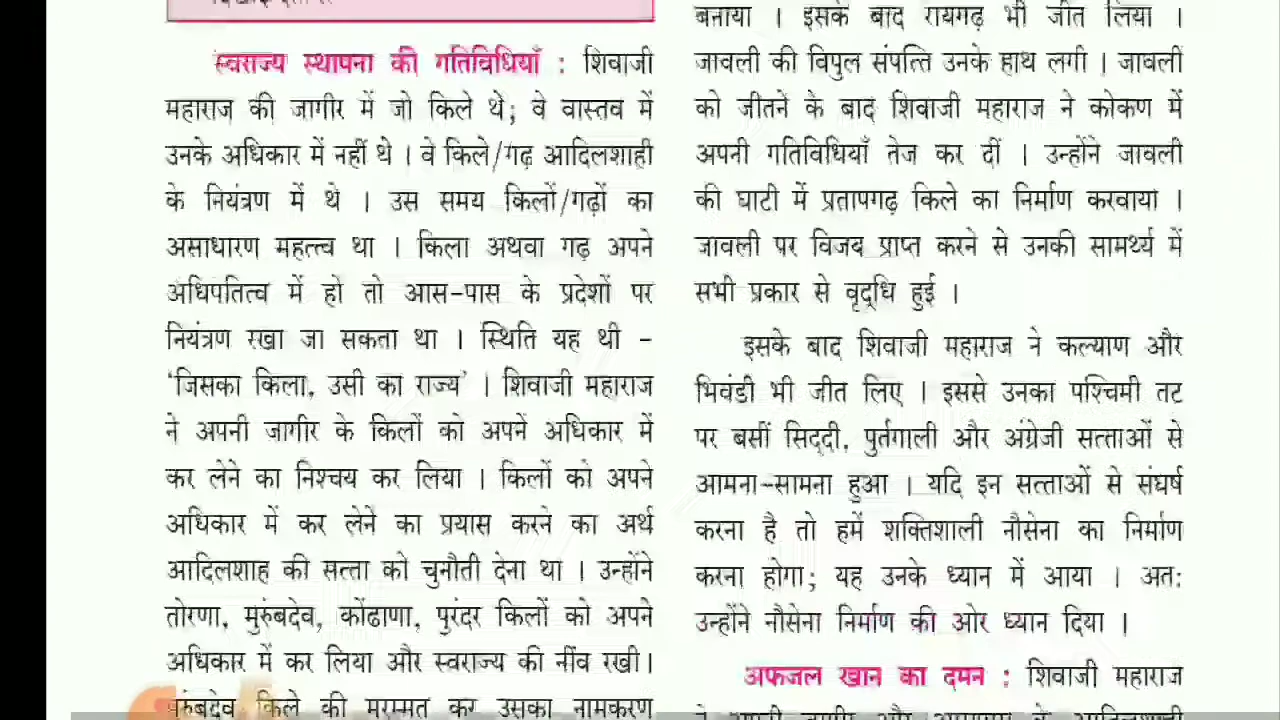 स्वराज्य स्थापना की गतिविधियाँ : शिवाजी
महाराज की जागीर में जो किले थे; वे वास्तव में
उनके अधिकार में नहीं थे । वे किले/गढ़ आदिलशाही
के नियंत्रण में थे । उस समय किलों/गढ़ों का
असाधारण महत्त्व था । किला अथवा गढ़ अपने
अधिपतित्व में हो तो आस-पास के प्रदेशों पर
नियंत्रण रखा जा सकता था । स्थिति यह थी -
‘जिसका किला, उसी का राज्य’ । शिवाजी महाराज
ने अपनी जागीर के किलों को अपने अधिकार में
कर लेने का निश्चय कर लिया । किलों को अपने
अधिकार में कर लेने का प्रयास करने का अर्थ
आदिलशाह की सत्ता को चुनौती देना था । उन्होंने
तोरणा, मुरुंबदेव, कोंढाणा, पुरंदर किलों को अपने
अधिकार में कर लिया और स्वराज्य की नींव रखी।
किले की मरम्मत कर उसका नामकरण
बनाया । इसके बाद रायगढ़ भी जीत लिया ।
जावली की विपुल संपत्ति उनके हाथ लगी । जावली
को जीतने के बाद शिवाजी महाराज ने कोकण में
अपनी गतिविधियाँ तेज कर दीं । उन्होंने जावली
की घाटी में प्रतापगढ़ किले का निर्माण करवाया ।
जावली पर विजय प्राप्त करने से उनकी सामर्थ्य में
सभी प्रकार से वृद्धि हुई ।
इसके बाद शिवाजी महाराज ने कल्याण और
भिवंडी भी जीत लिए । इससे उनका पश्चिमी तट
पर बसीं सिद्दी, पुर्तगाली और अंग्रेजी सत्ताओं से
आमना-सामना हुआ । यदि इन सत्ताओं से संघर्ष
करना है तो हमें शक्तिशाली नौसेना का निर्माण
करना होगा; यह उनके ध्यान में आया । अतः
उन्होंने नौसेना निर्माण की ओर ध्यान दिया ।
अफजल खान का दमन : शिवाजी महाराज